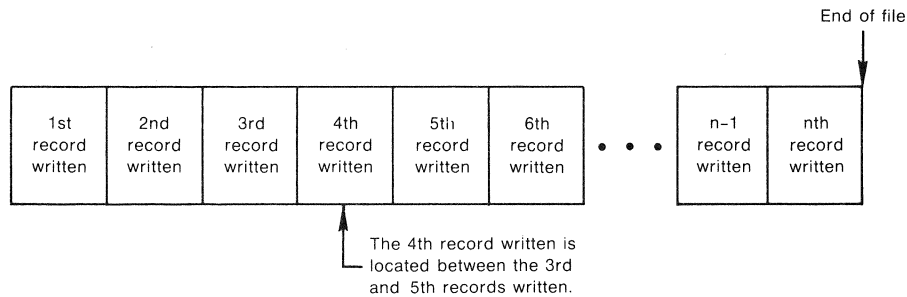 End of file
1st
record
written
2nd
record
written
3rd
record
written
4th
record
written
5th
record
written
6th
record
written
n-1
record
written
nth
record
written
The 4th record written is
located between the 3rd
and 5th records written.